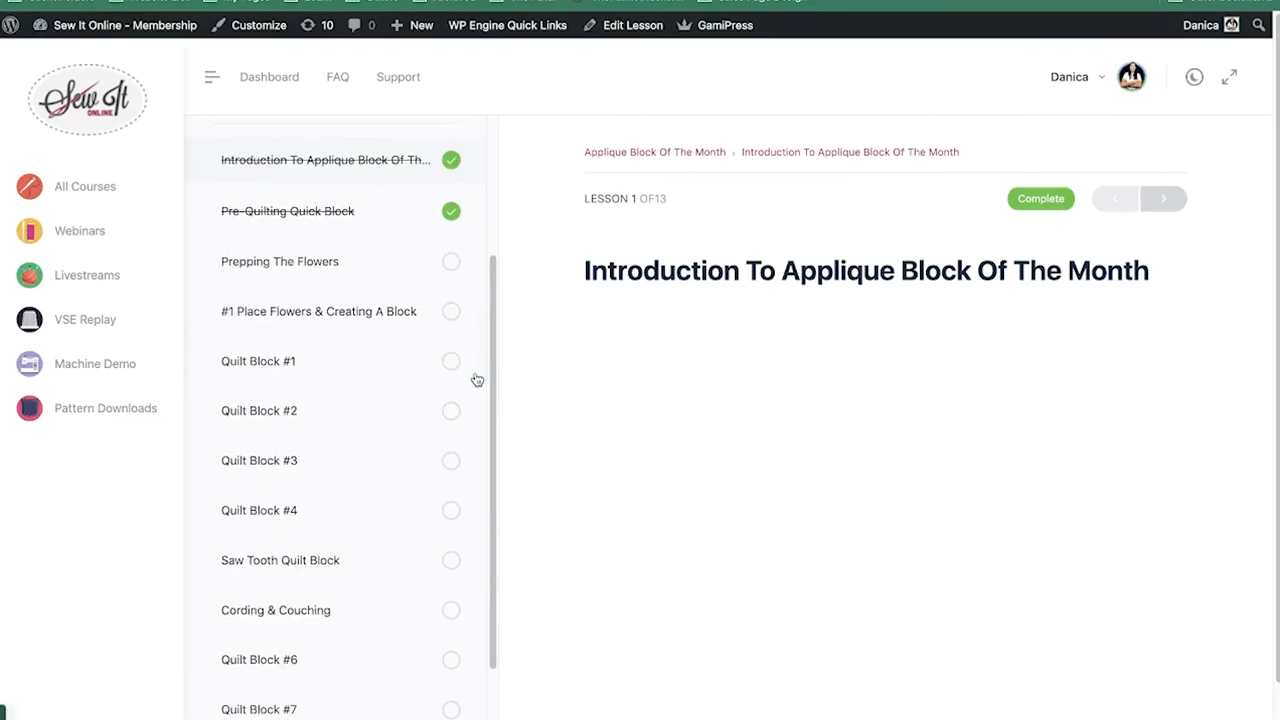 Sew It Online – Membership Customize 10 0 New WP Engine Quick Links Edit Lesson GamiPress Danica
Sew It
ONLINE
Dashboard FAQ Support Danica
All Courses
Webinars
Livestreams
VSE Replay
Machine Demo
Pattern Downloads
Introduction To Applique Block Of Th...
Pre-Quilting Quick Block
Prepping The Flowers
#1 Place Flowers & Creating A Block
Quilt Block #1
Quilt Block #2
Quilt Block #3
Quilt Block #4
Saw Tooth Quilt Block
Cording & Couching
Quilt Block #6
Quilt Block #7
Applique Block Of The Month › Introduction To Applique Block Of The Month
LESSON 1 OF13 Complete
Introduction To Applique Block Of The Month